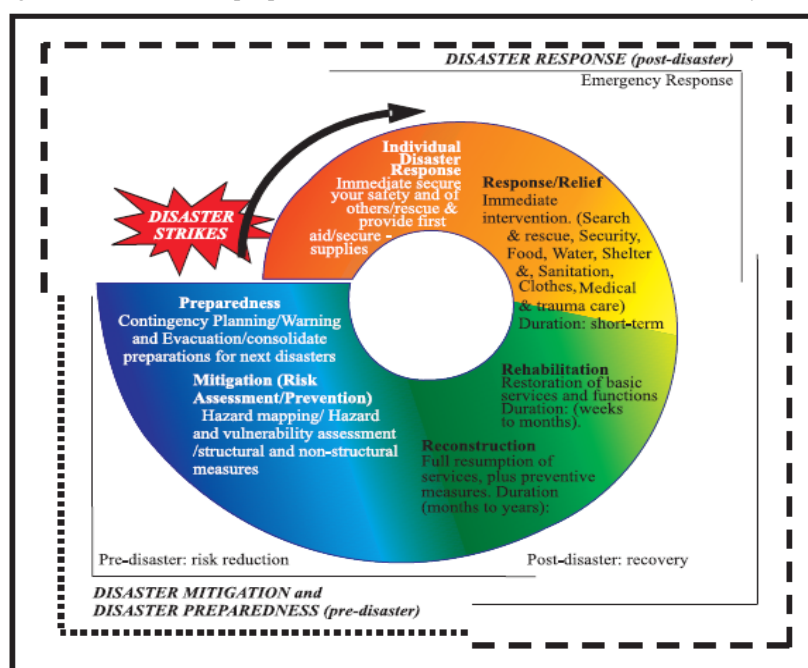 DISASTER RESPONSE (post-disaster)
Emergency Response
Individual
Disaster
Response
Immediate secure
your safety and of
others/rescue &
provide first
aid/secure -
supplies
DISASTER
STRIKES
Response/Relief
Immediate
intervention. (Search
& rescue, Security,
Food, Water, Shelter
&, Sanitation,
Clothes, Medical
& trauma care)
Duration: short-term
Preparedness
Contingency Planning/Warning
and Evacuation/consolidate
preparations for next disasters
Mitigation (Risk
Assessment/Prevention)
Hazard mapping/ Hazard
and vulnerability assessment
/structural and non-structural
measures
Rehabilitation
Restoration of basic
services and functions
Duration: (weeks
to months).
Reconstruction
Full resumption of
services, plus preventive
measures. Duration
(months to years):
Pre-disaster: risk reduction
Post-disaster: recovery
DISASTER MITIGATION and
DISASTER PREPAREDNESS (pre-disaster)